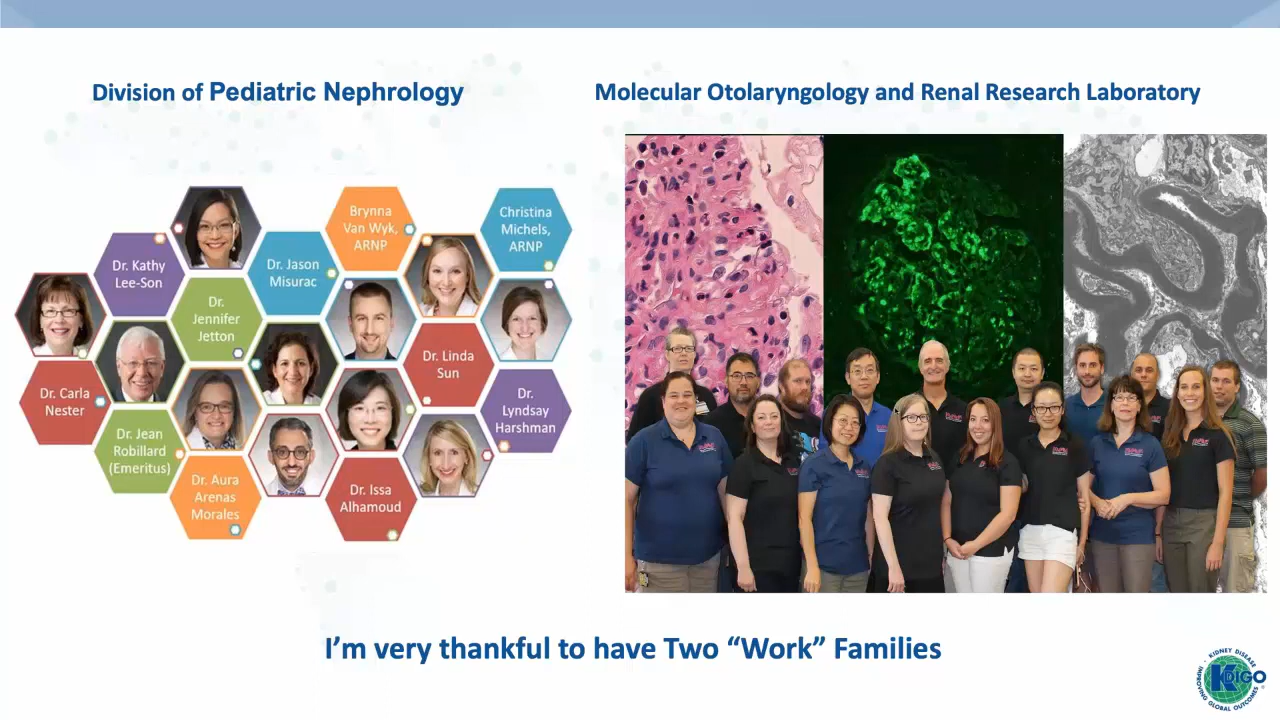 Division of Pediatric Nephrology
Molecular Otolaryngology and Renal Research Laboratory
Brynna
Van Wyk,
ARNP
Christina
Michels,
ARNP
Dr. Kathy
Lee-Son
Dr. Jason
Misurac
Dr.
Jennifer
Jetton
Dr. Linda
Sun
Dr. Carla
Nester
Dr.
Lyndsay
Harshman
Dr. Jean
Robillard
(Emeritus)
Dr. Aura
Arenas
Morales
Dr. Issa
Alhamoud
I’m very thankful to have Two “Work” Families
KIDNEY DISEASE
KDIGO
IMPROVING GLOBAL OUTCOMES